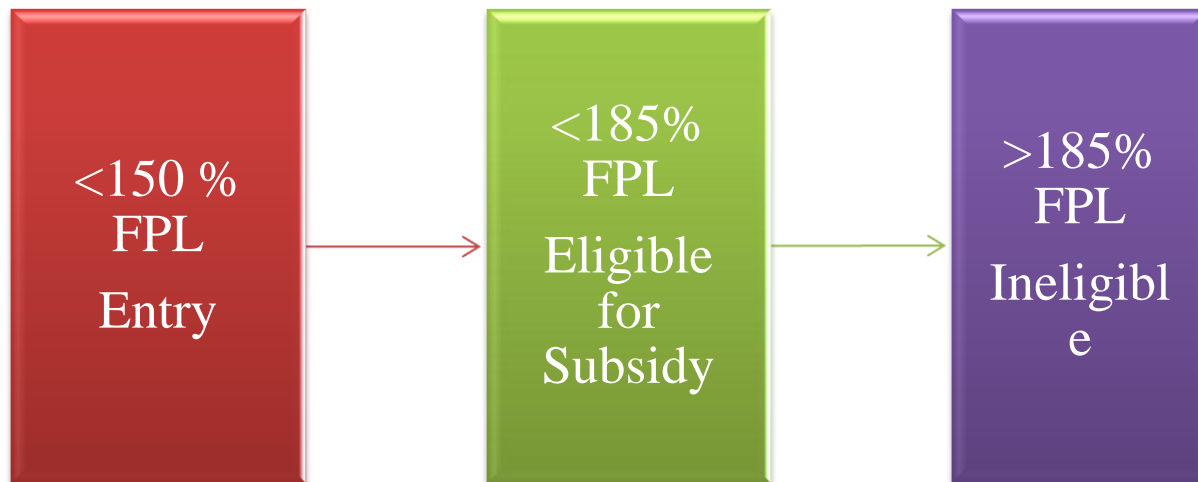 <150 %
FPL
Entry
<185%
FPL
Eligible
for
Subsidy
>185%
FPL
Ineligibl
e